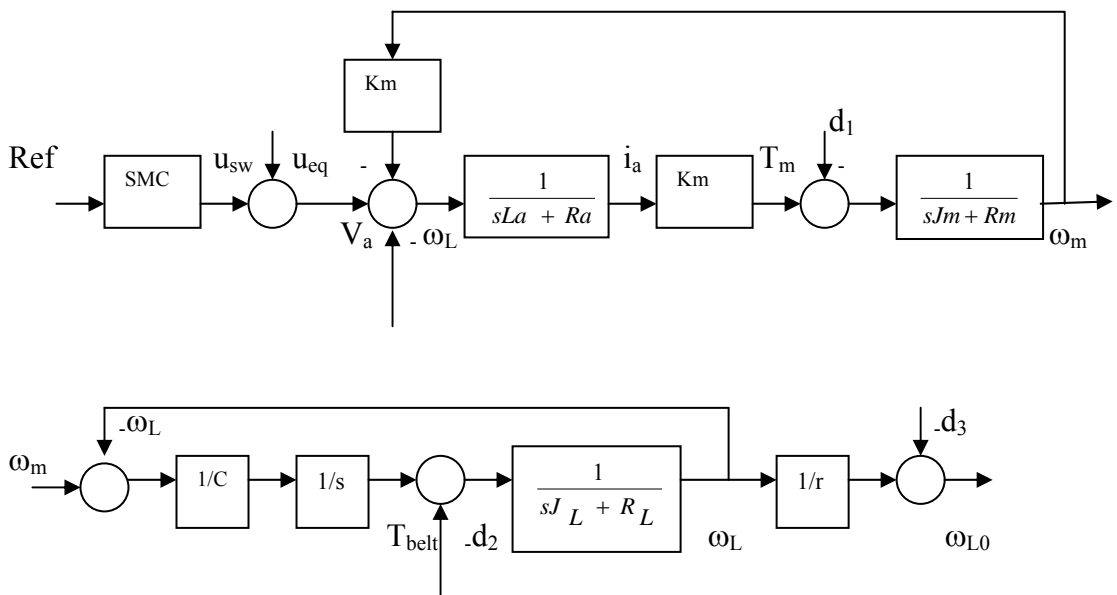 Km
Ref
SMC
u_sw
u_eq
-
V_a
- ω_L
1 / (sLa + Ra)
i_a
Km
T_m
d_1
-
1 / (sJm + Rm)
ω_m
-ω_L
ω_m
1/C
1/s
T_belt
-d_2
1 / (sJ_L + R_L)
ω_L
1/r
-d_3
ω_L0